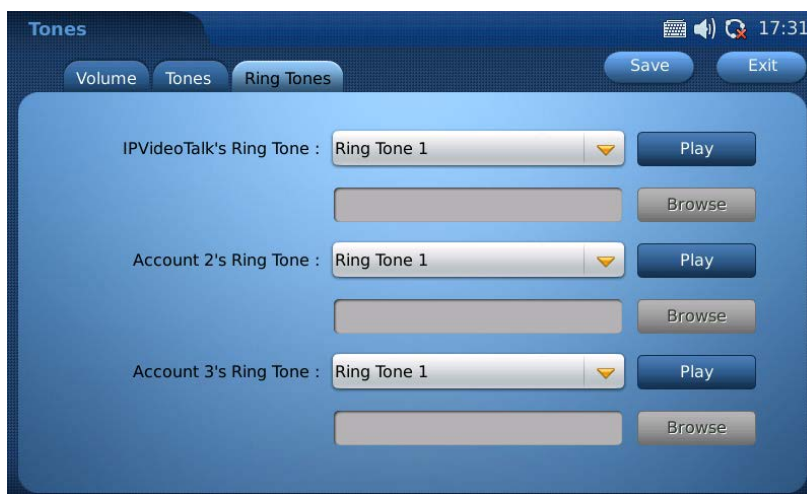 Tones 17:31
Volume Tones Ring Tones Save Exit
IPVideoTalk's Ring Tone : Ring Tone 1 Play
Browse
Account 2's Ring Tone : Ring Tone 1 Play
Browse
Account 3's Ring Tone : Ring Tone 1 Play
Browse